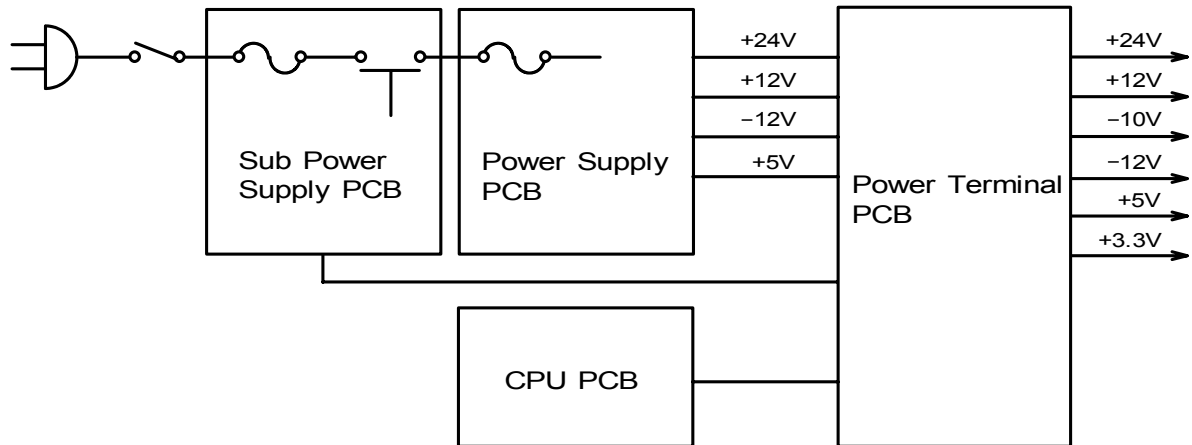 +24V
+12V
−12V
+5V
Sub Power
Supply PCB
Power Supply
PCB
Power Terminal
PCB
+24V
+12V
−10V
−12V
+5V
+3.3V
CPU PCB